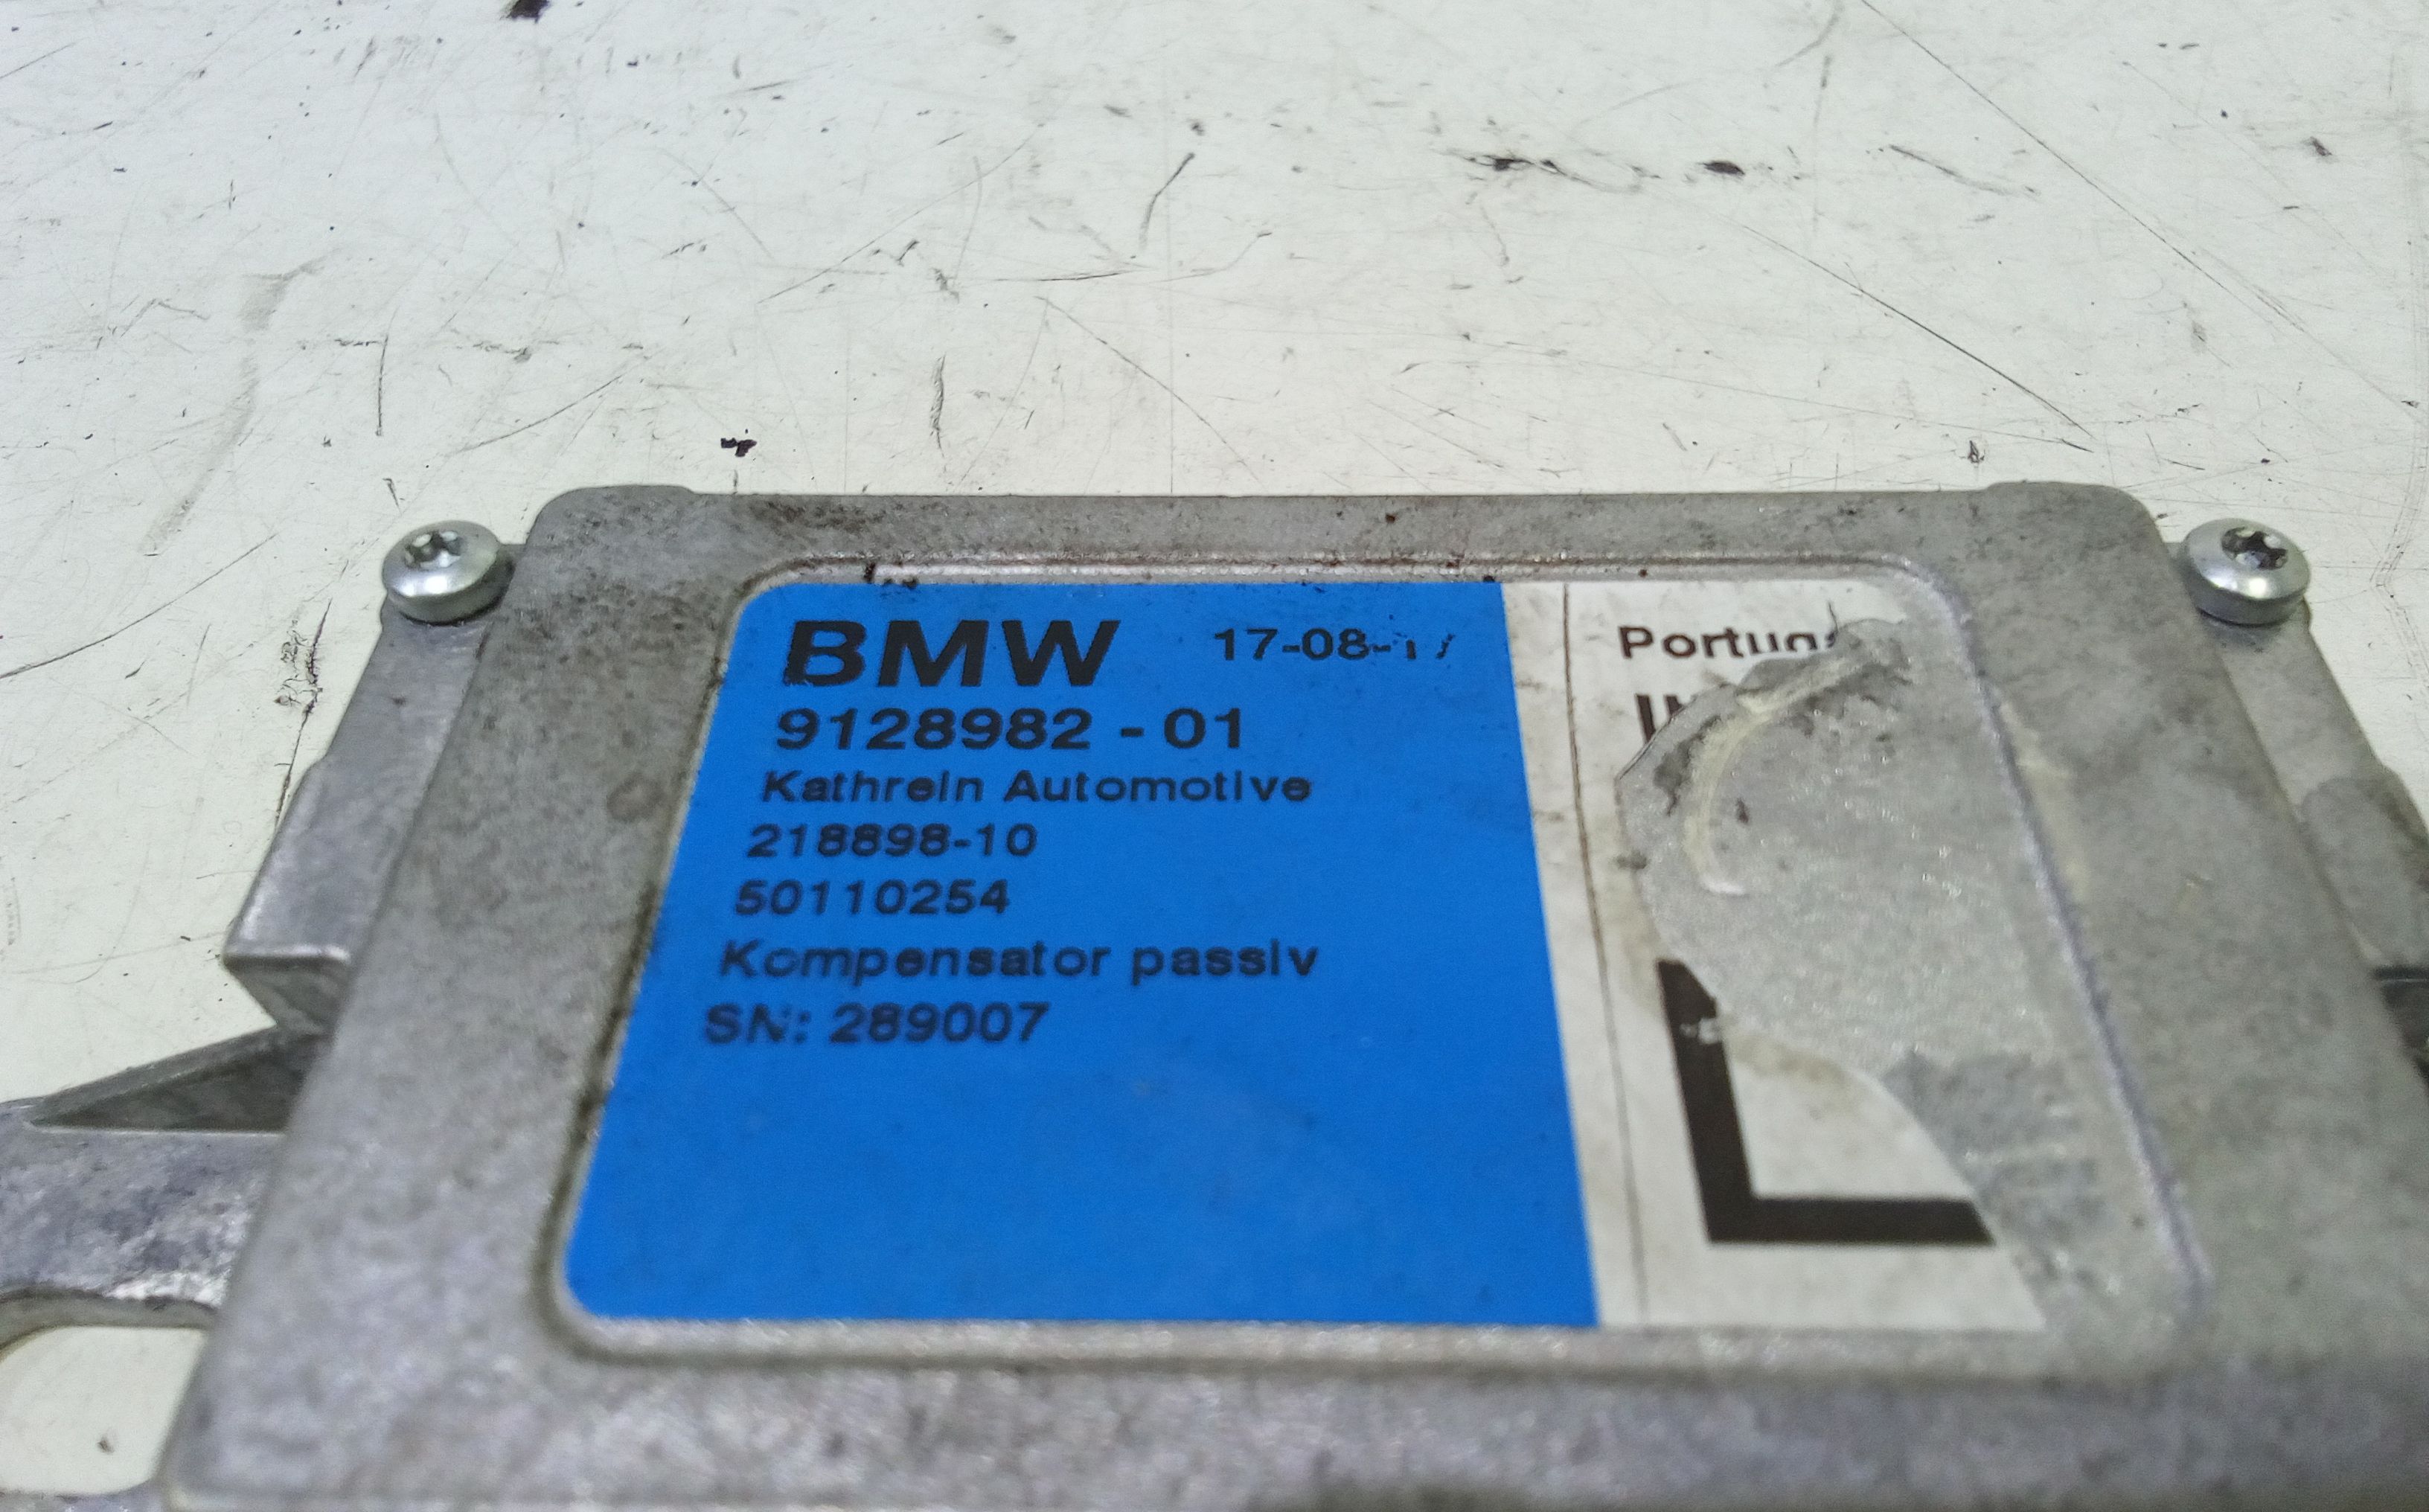 BMW
9128982-01
Kathrein Automotive
218898-10
50110254
Kompensator passiv
SN: 289007